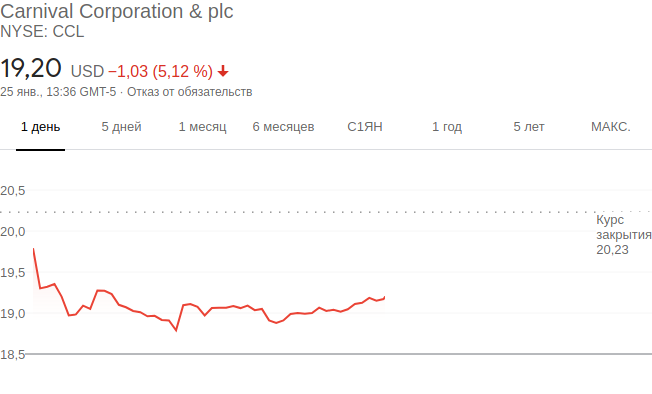 Carnival Corporation & plc
NYSE: CCL
19,20 USD −1,03 (5,12 %)
25 янв., 13:36 GMT-5 · Отказ от обязательств
1 день 5 дней 1 месяц 6 месяцев С1ЯН 1 год 5 лет МАКС.
20,5
Курс
закрытия
20,23
20,0
19,5
19,0
18,5